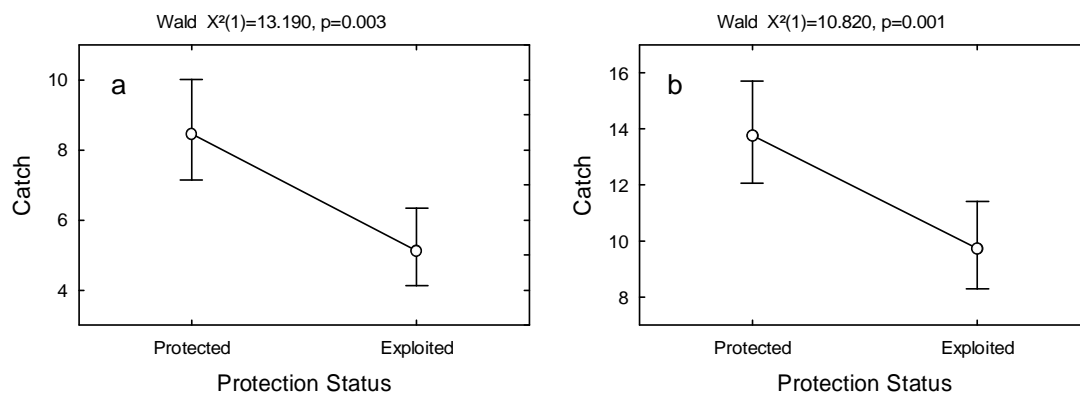 Wald X²(1)=13.190, p=0.003
a
10
8
6
4
Catch
Protected Exploited
Protection Status
Wald X²(1)=10.820, p=0.001
b
16
14
12
10
8
Catch
Protected Exploited
Protection Status